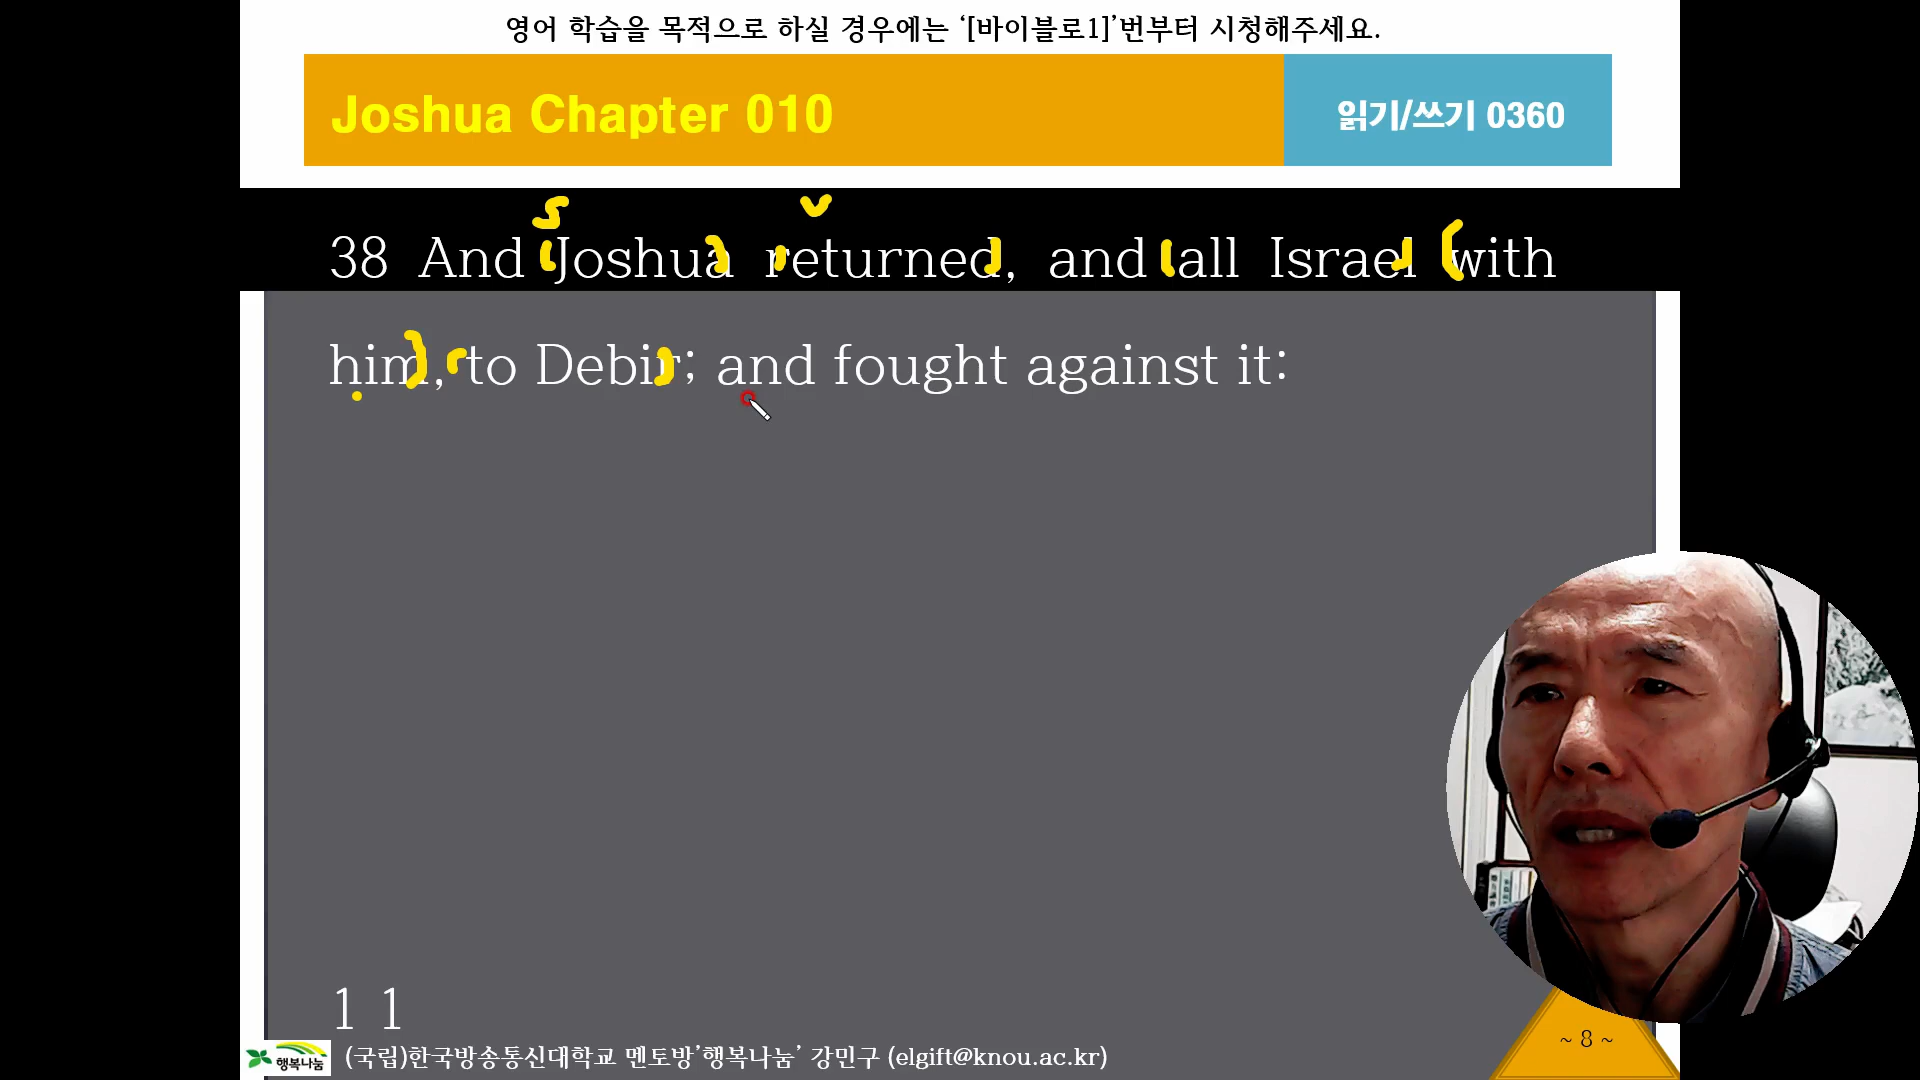 영어 학습을 목적으로 하실 경우에는 ‘[바이블로1]’번부터 시청해주세요.
Joshua Chapter 010
읽기/쓰기 0360
38 And Joshua returned, and all Israel with
him, to Debir; and fought against it:
1 1
행복나눔
(국립)한국방송통신대학교 멘토방’행복나눔’ 강민구 (elgift@knou.ac.kr)
~ 8 ~